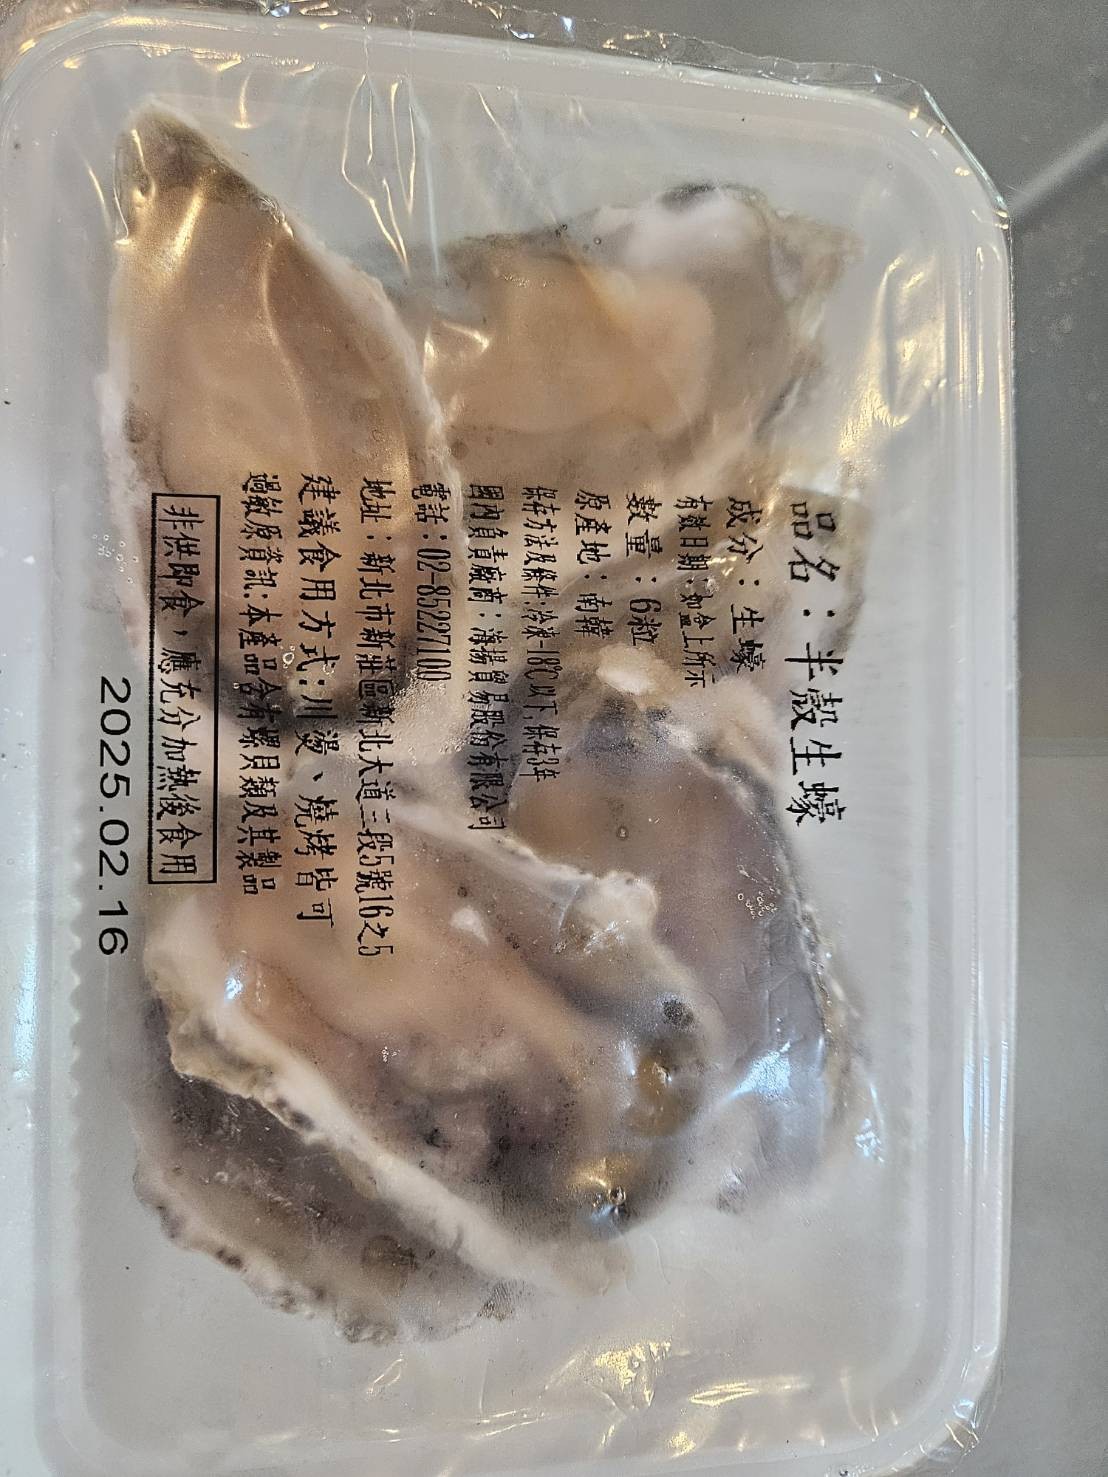 品名：半殼生蠔
成分：生蠔
有效日期：如盒上所示
數量：6粒
原產地：南韓
保存方法及條件：冷凍-18℃以下，保存3年
國內負責廠商：海揚貿易股份有限公司
電話：02-85227100
地址：新北市新莊區新北大道三段5號16之5
建議食用方式：川燙、燒烤皆可
過敏原資訊：本產品含有螺貝類及其製品
非供即食，應充分加熱後食用
2025.02.16